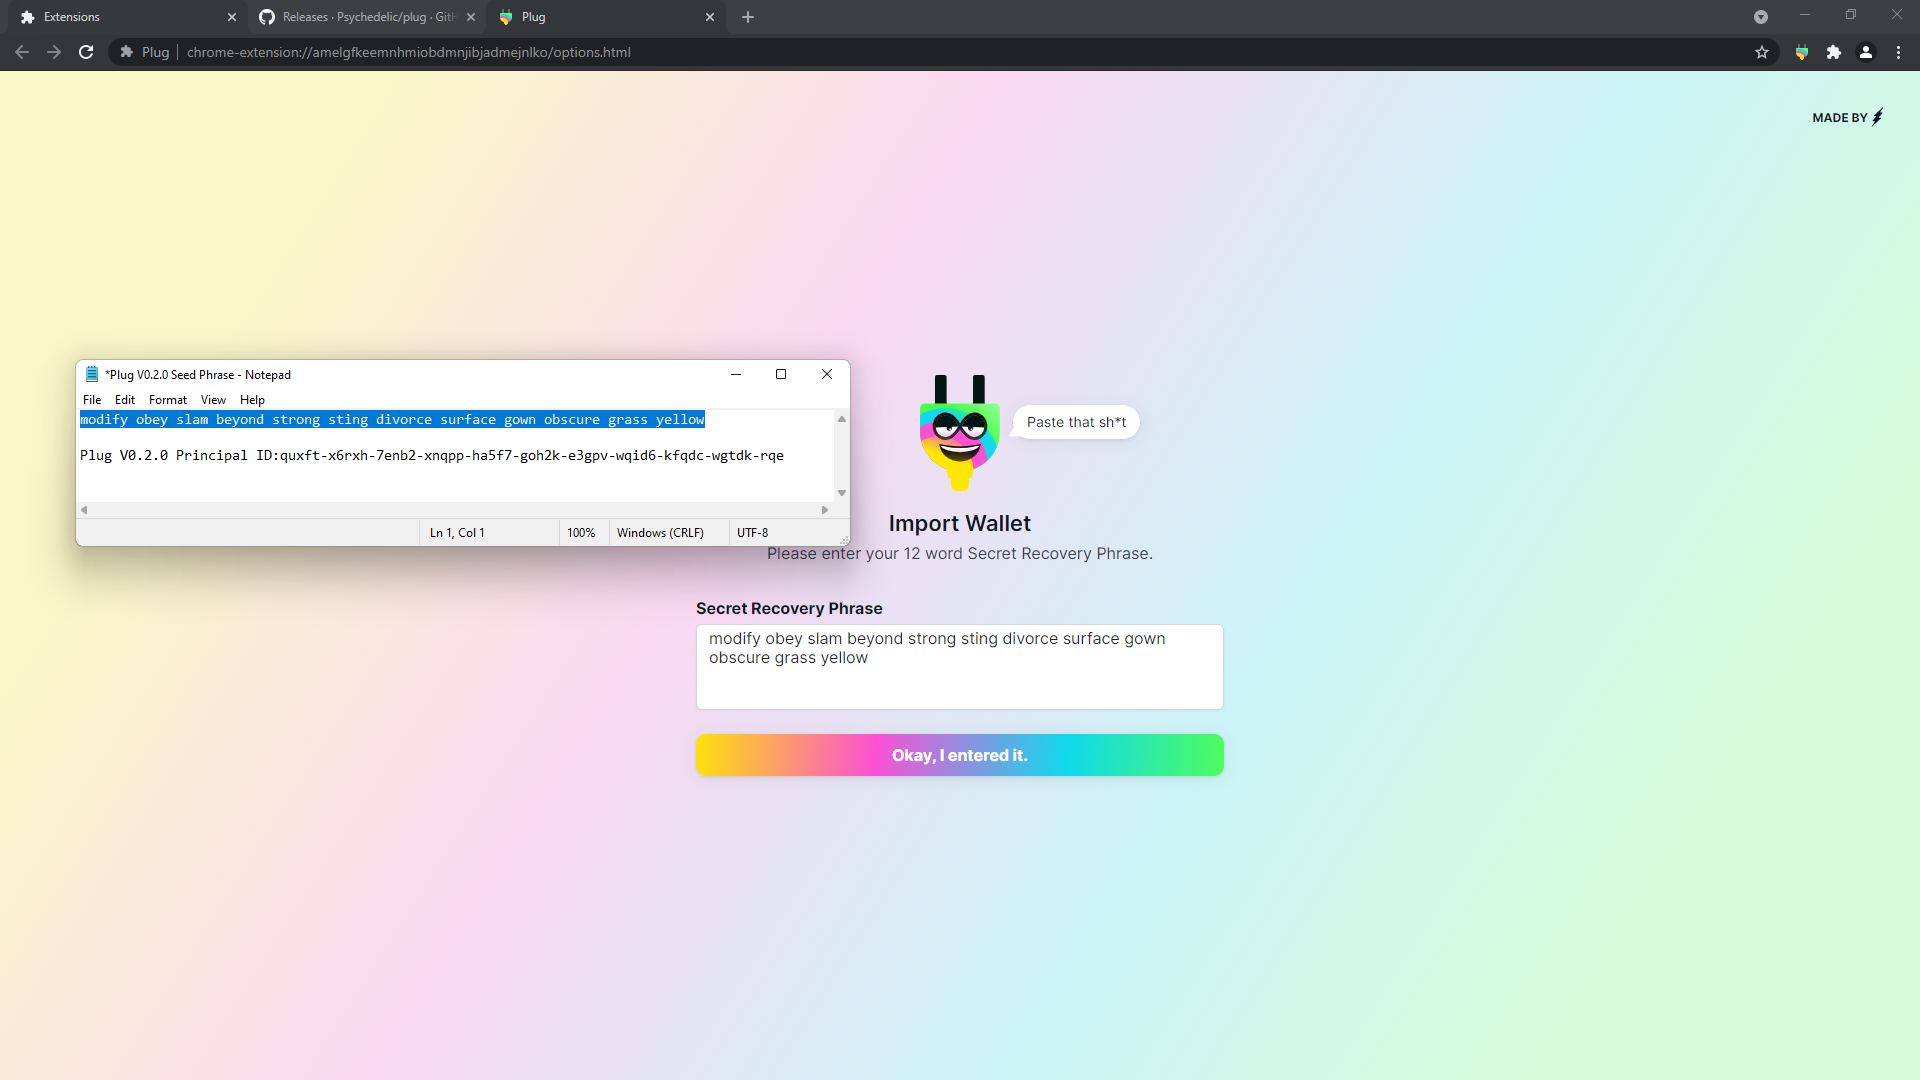 Extensions
Releases · Psychedelic/plug · Git
Plug
Plug
chrome-extension://amelgfkeemnhmiobdmnjibjadmejnlko/options.html
MADE BY
*Plug V0.2.0 Seed Phrase - Notepad
File Edit Format View Help
modify obey slam beyond strong sting divorce surface gown obscure grass yellow
Plug V0.2.0 Principal ID:quxft-x6rxh-7enb2-xnqpp-ha5f7-goh2k-e3gpv-wqid6-kfqdc-wgtdk-rqe
Ln 1, Col 1
100%
Windows (CRLF)
UTF-8
Paste that sh*t
Import Wallet
Please enter your 12 word Secret Recovery Phrase.
Secret Recovery Phrase
modify obey slam beyond strong sting divorce surface gown
obscure grass yellow
Okay, I entered it.